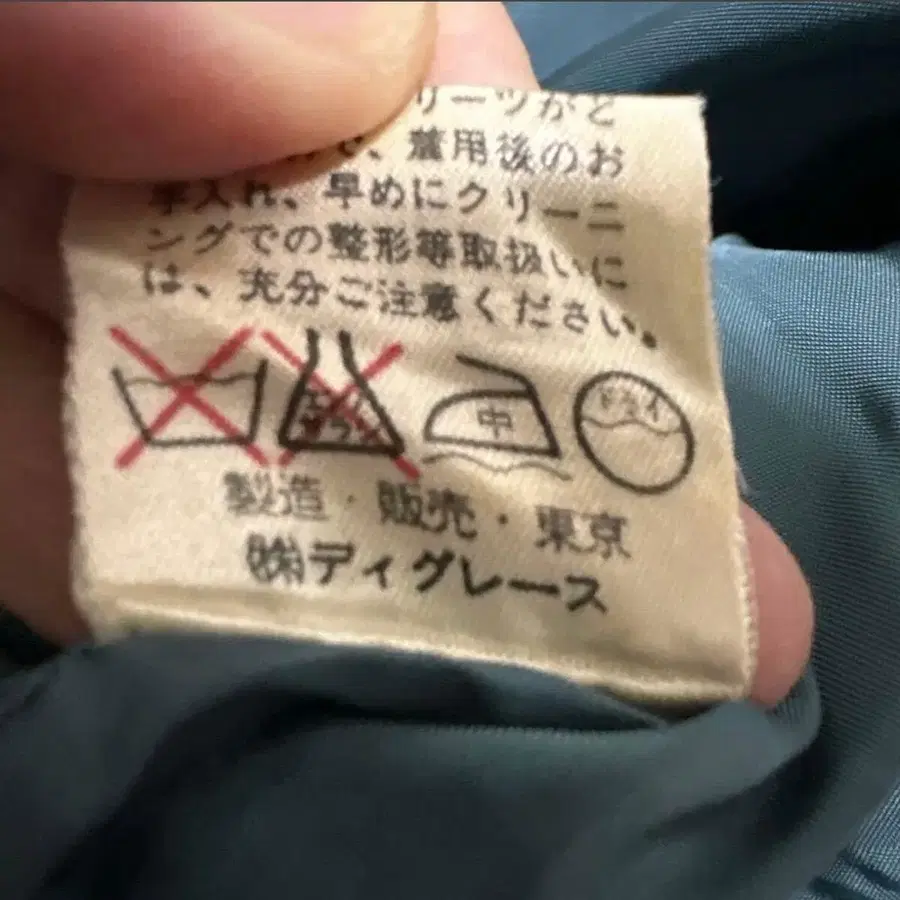 リーツがと
で、着用後のお
手入れ、早めにクリーニ
ングでの整形等取扱いに
は、充分ご注意ください。
中
ドライ
製造・販売・東京
㈱ディグレース